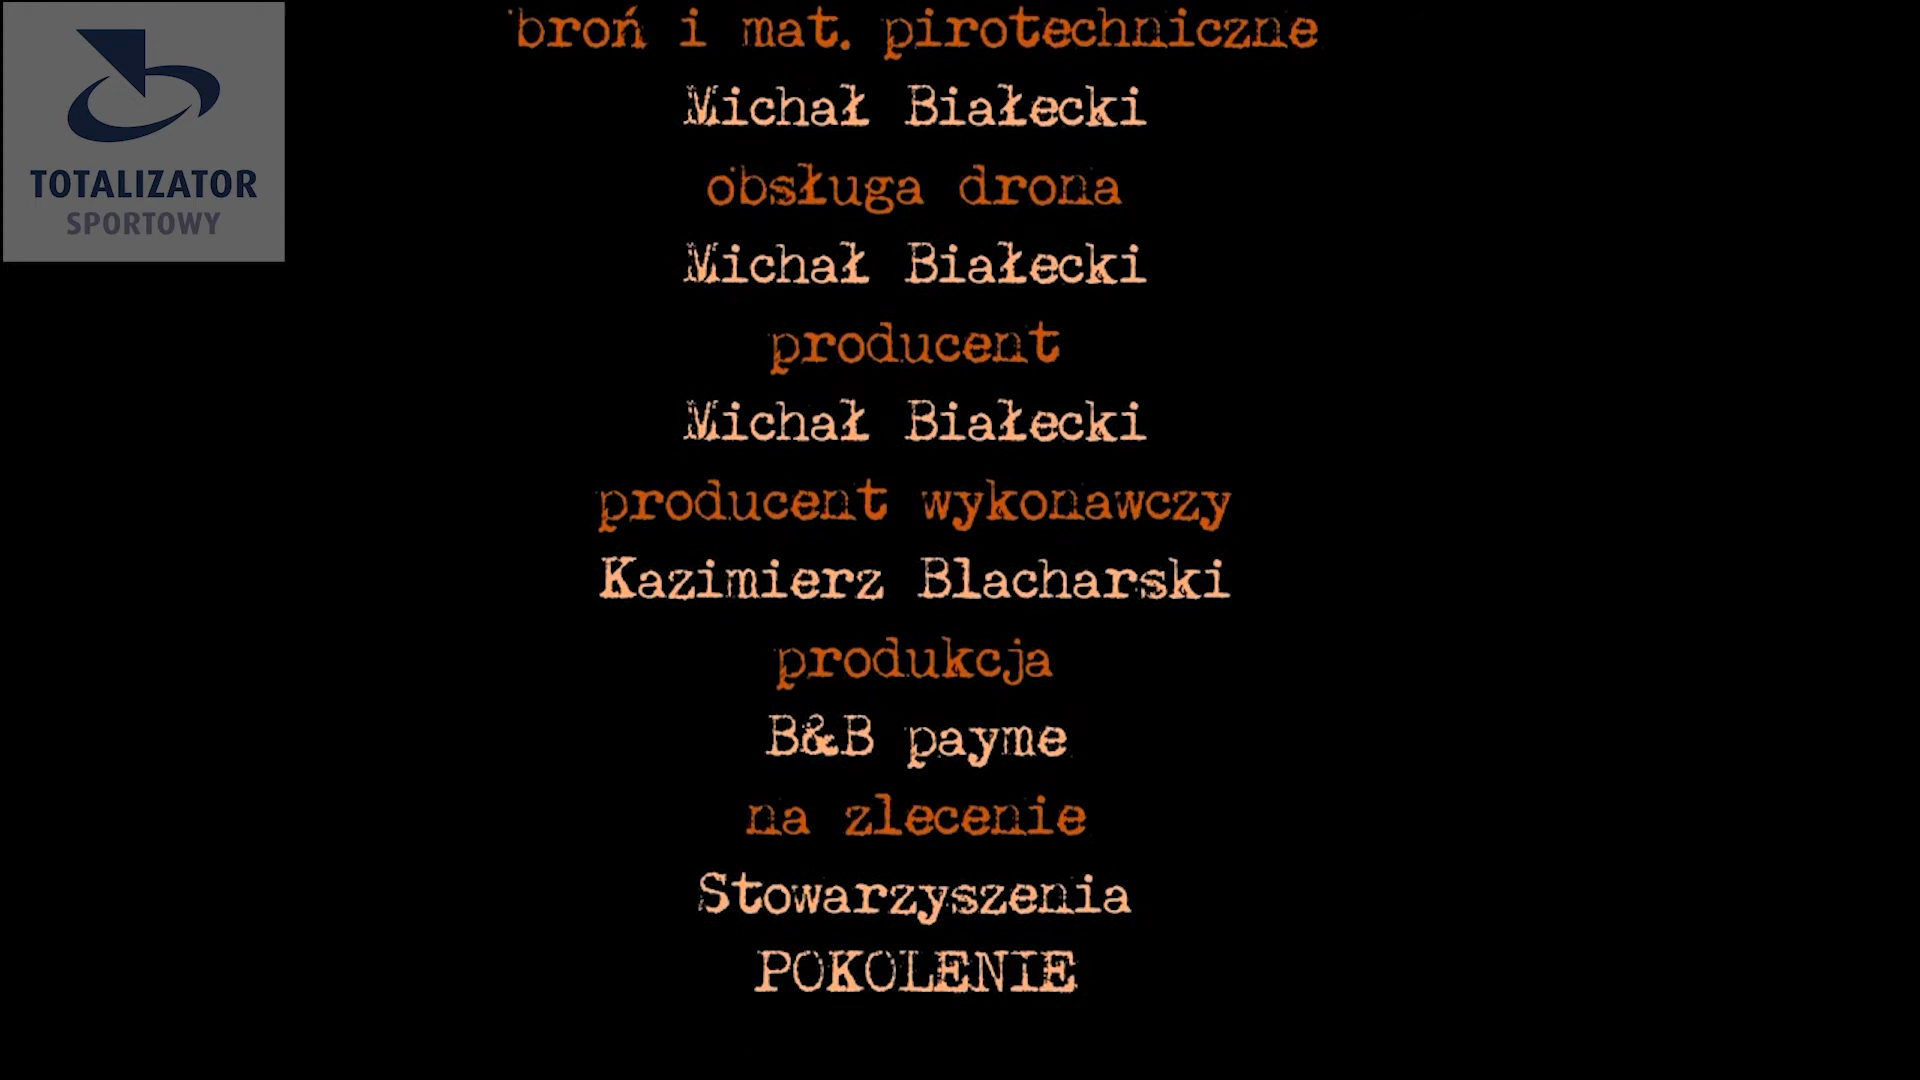 TOTALIZATOR
SPORTOWY
broń i mat. pirotechniczne
Michał Białecki
obsługa drona
Michał Białecki
producent
Michał Białecki
producent wykonawczy
Kazimierz Blacharski
produkcja
B&B payme
na zlecenie
Stowarzyszenia
POKOLENIE